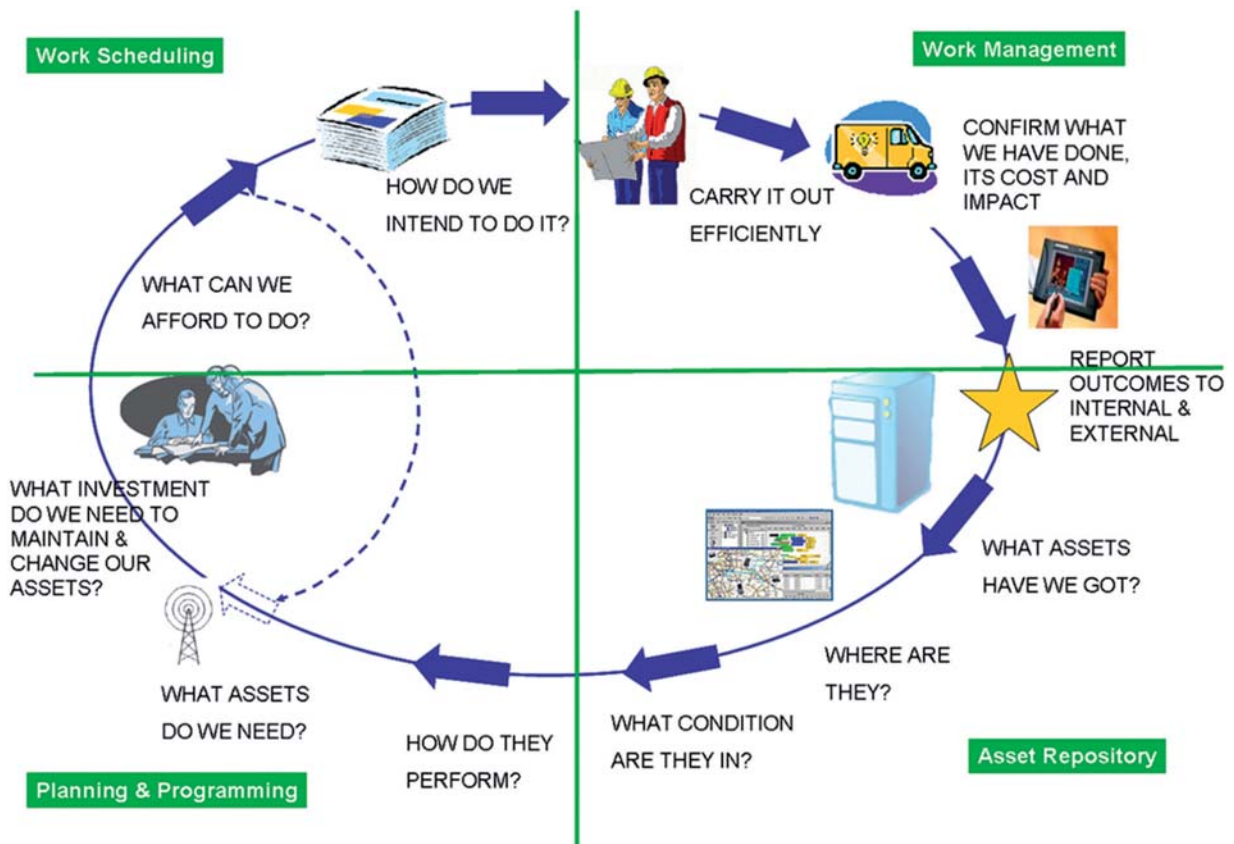 Work Scheduling
Work Management
HOW DO WE
INTEND TO DO IT?
CARRY IT OUT
EFFICIENTLY
CONFIRM WHAT
WE HAVE DONE,
ITS COST AND
IMPACT
WHAT CAN WE
AFFORD TO DO?
REPORT
OUTCOMES TO
INTERNAL &
EXTERNAL
WHAT INVESTMENT
DO WE NEED TO
MAINTAIN &
CHANGE OUR
ASSETS?
WHAT ASSETS
HAVE WE GOT?
WHERE ARE
THEY?
WHAT CONDITION
ARE THEY IN?
HOW DO THEY
PERFORM?
WHAT ASSETS
DO WE NEED?
Planning & Programming
Asset Repository